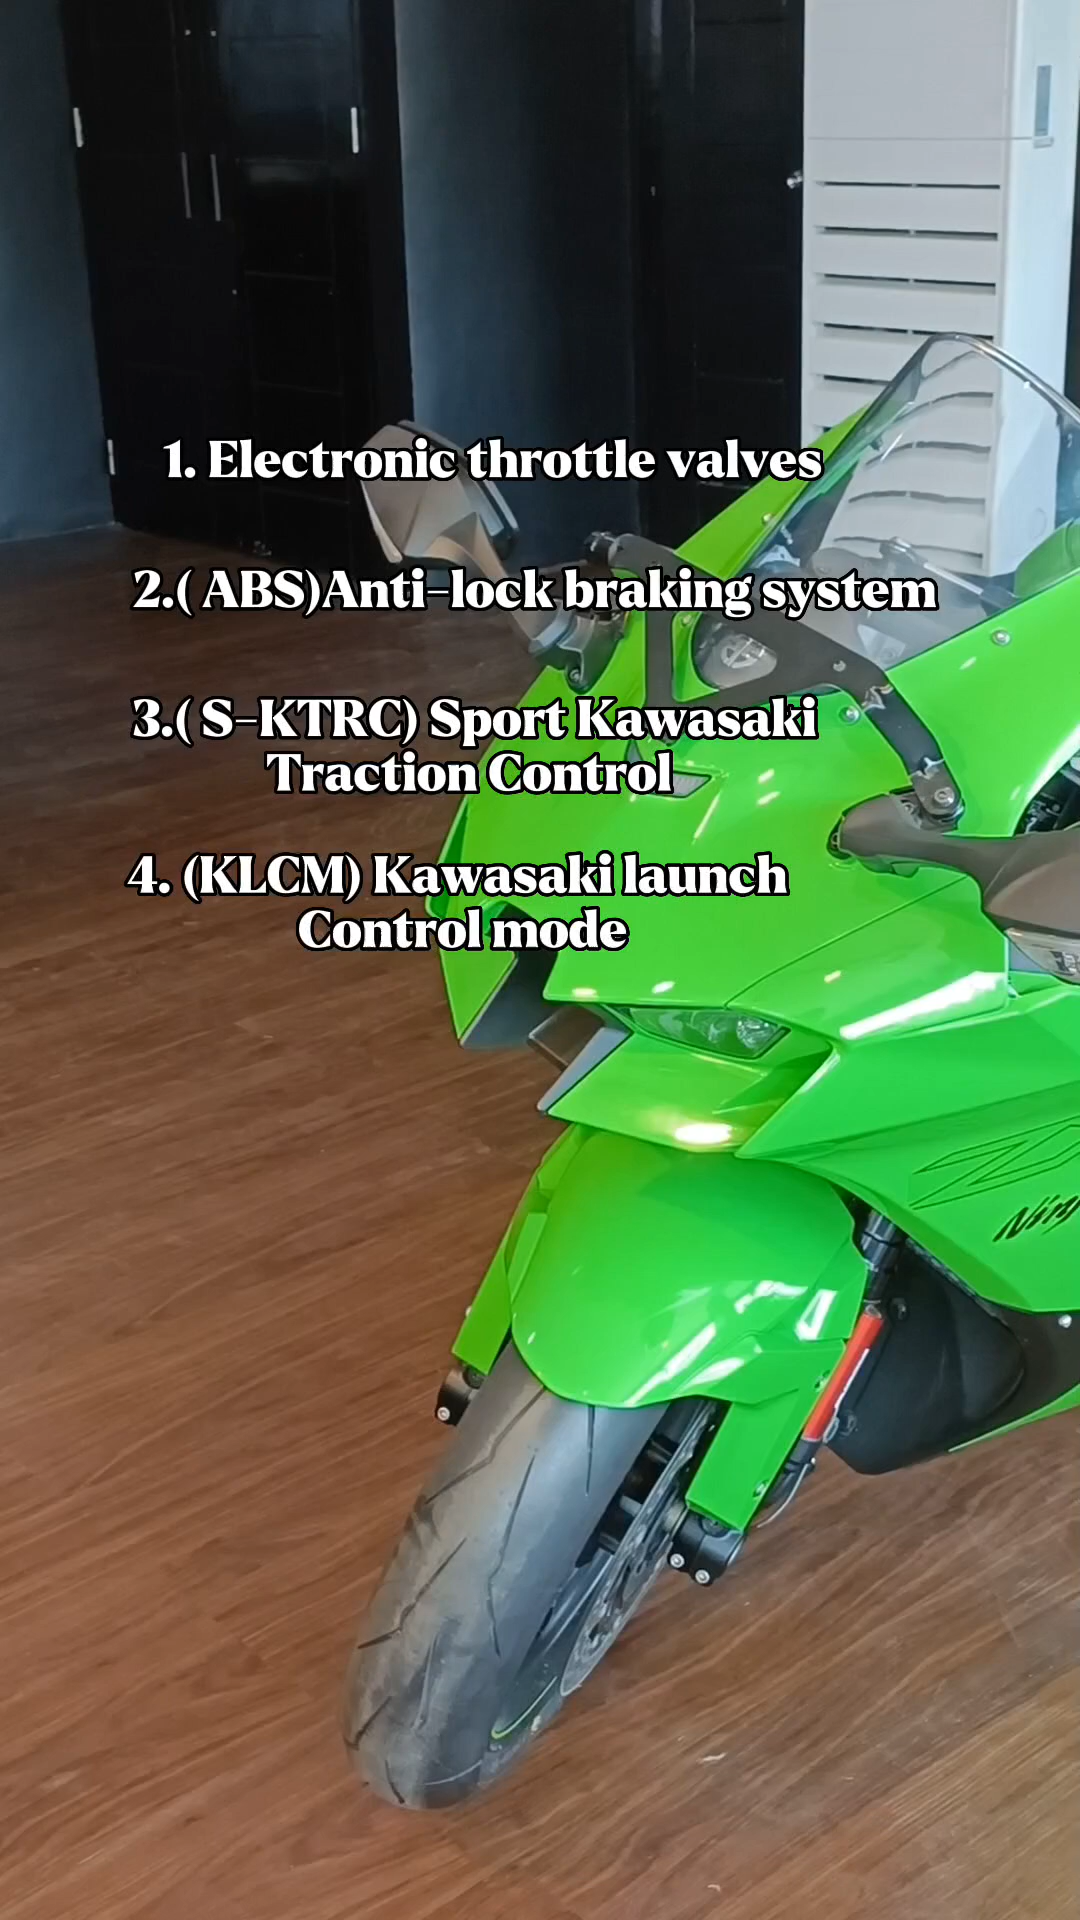 1. Electronic throttle valves
2.( ABS)Anti-lock braking system
3.( S-KTRC) Sport Kawasaki
Traction Control
4. (KLCM) Kawasaki launch
Control mode